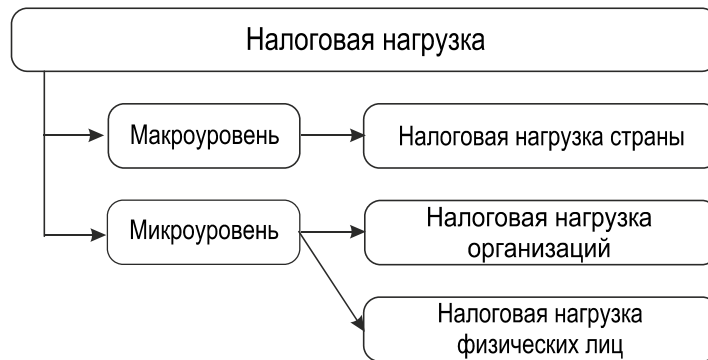 Налоговая нагрузка
Макроуровень
Налоговая нагрузка страны
Микроуровень
Налоговая нагрузка
организаций
Налоговая нагрузка
физических лиц